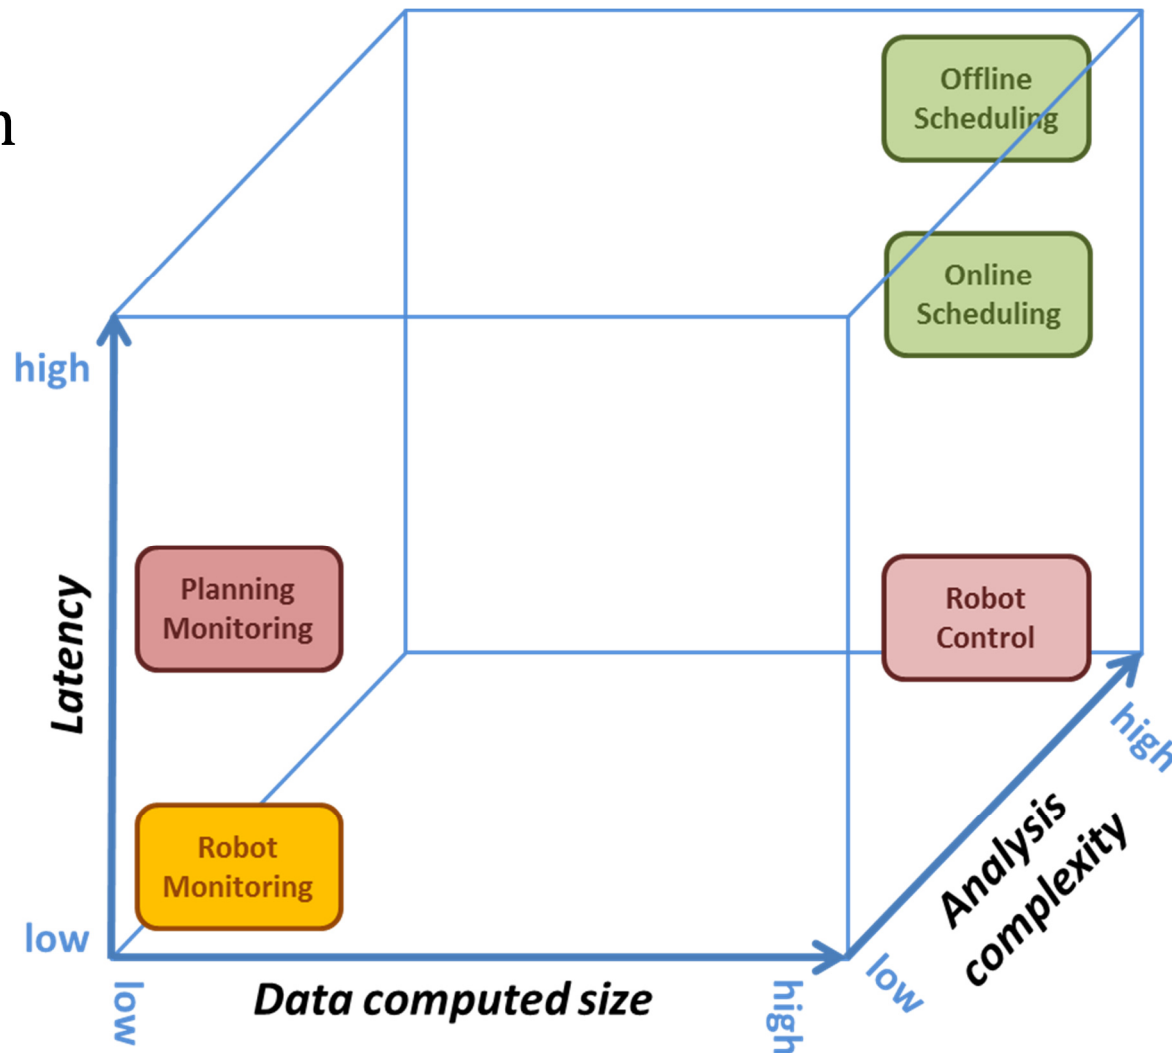 n
Offline
Scheduling
Online
Scheduling
high
Planning
Monitoring
Robot
Control
Latency
high
Robot
Monitoring
Analysis
complexity
low
low
Data computed size
high
low